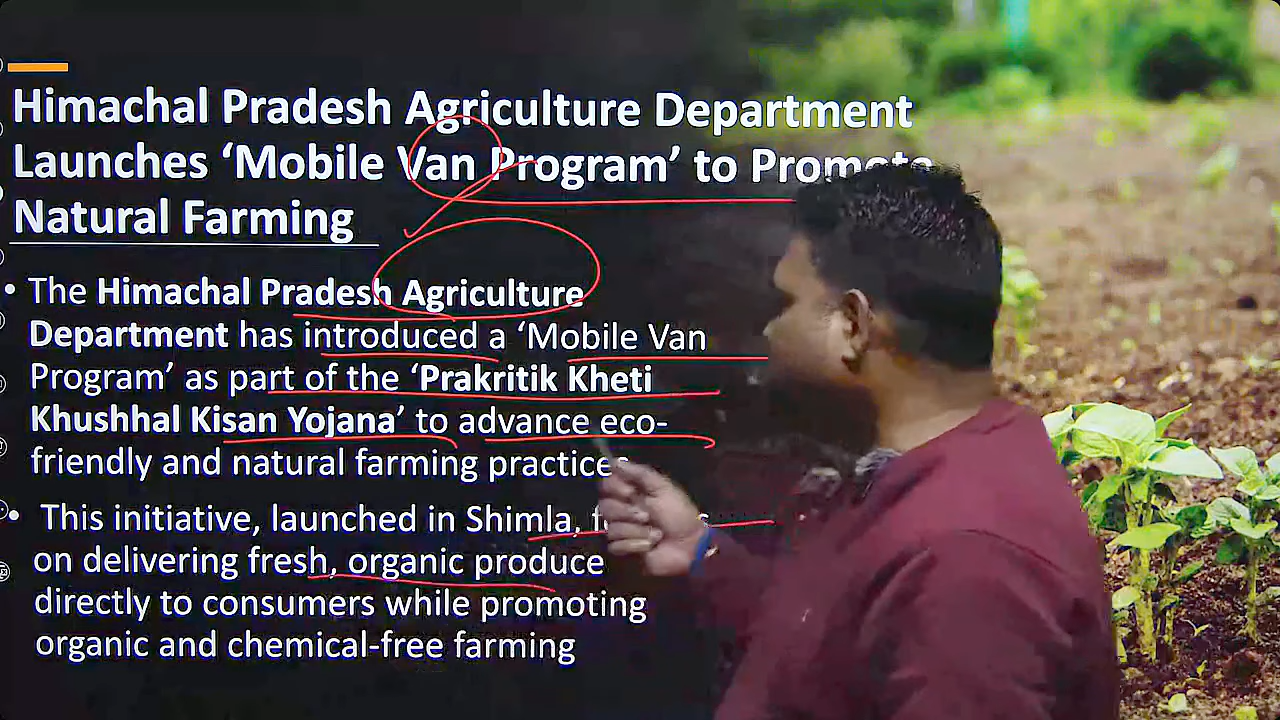 Himachal Pradesh Agriculture Department
Launches ‘Mobile Van Program’ to Promote
Natural Farming
• The Himachal Pradesh Agriculture
Department has introduced a ‘Mobile Van
Program’ as part of the ‘Prakritik Kheti
Khushhal Kisan Yojana’ to advance eco-
friendly and natural farming practices
• This initiative, launched in Shimla,
on delivering fresh, organic produce
directly to consumers while promoting
organic and chemical-free farming